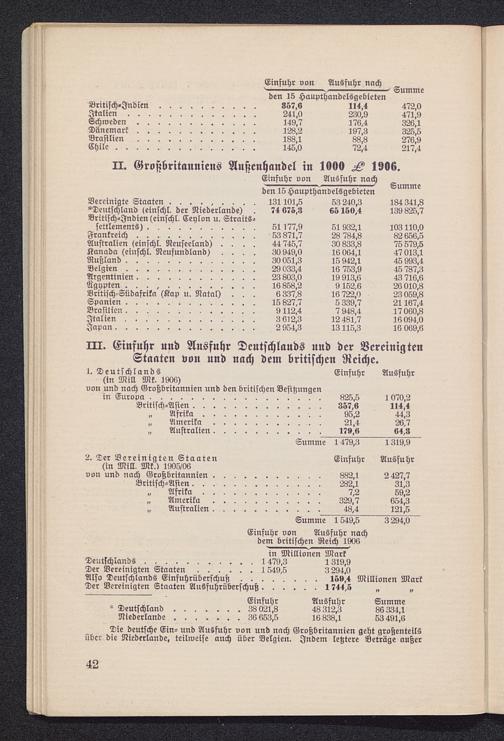 Einfuhr von Ausfuhr nach Summe
den 15 Haupthandelsgebieten
Britisch-Indien . . . . . . . . . . 357,6 114,4 472,0
Italien . . . . . . . . . . 241,0 230,9 471,9
Schweden . . . . . . . . . . 149,7 176,4 326,1
Dänemark . . . . . . . . . . 128,2 197,3 325,5
Brasilien . . . . . . . . . . 188,1 88,8 276,9
Chile . . . . . . . . . . 145,0 72,4 217,4
II. Großbritanniens Außenhandel in 1000 £ 1906.
Einfuhr von Ausfuhr nach Summe
den 15 Haupthandelsgebieten
Vereinigte Staaten . . . . . . . . . 131 101,5 53 240,3 184 341,8
*Deutschland (einschl. der Niederlande) . 74 675,3 65 150,4 139 825,7
Britisch-Indien (einschl. Ceylon u. Straits-
settlements) . . . . . . . . . 51 177,9 51 932,1 103 110,0
Frankreich . . . . . . . . . 53 871,7 28 784,8 82 656,5
Australien (einschl. Neuseeland) . . . 44 745,7 30 833,8 75 579,5
Kanada (einschl. Neufundland) . . . 30 949,0 16 064,1 47 013,1
Rußland . . . . . . . . . 30 051,3 15 942,1 45 993,4
Belgien . . . . . . . . . 29 033,4 16 753,9 45 787,3
Argentinien . . . . . . . . . 23 803,0 19 913,6 43 716,6
Ägypten . . . . . . . . . 16 858,2 9 152,6 26 010,8
Britisch-Südafrika (Kap u. Natal) . . . 6 337,8 16 722,0 23 059,8
Spanien . . . . . . . . . 15 827,7 5 339,7 21 167,4
Brasilien . . . . . . . . . 9 112,4 7 948,4 17 060,8
Italien . . . . . . . . . 3 612,3 12 481,7 16 094,0
Japan . . . . . . . . . 2 954,3 13 115,3 16 069,6
III. Einfuhr und Ausfuhr Deutschlands und der Vereinigten
Staaten von und nach dem britischen Reiche.
1. Deutschlands Einfuhr Ausfuhr
(in Mill. Mk. 1906)
von und nach Großbritannien und den britischen Besitzungen
in Europa . . . . . . . . . 825,5 1 070,2
Britisch-Asien . . . . . . . . . 357,6 114,4
„ Afrika . . . . . . . . . 95,2 44,3
„ Amerika . . . . . . . . . 21,4 26,7
„ Australien . . . . . . . . . 179,6 64,3
Summe 1 479,3 1 319,9
2. Der Vereinigten Staaten Einfuhr Ausfuhr
(in Mill. Mk.) 1905/06
von und nach Großbritannien . . . . . . . . . 882,1 2 427,7
Britisch-Asien . . . . . . . . . 282,1 31,3
„ Afrika . . . . . . . . . 7,2 59,2
„ Amerika . . . . . . . . . 329,7 654,3
„ Australien . . . . . . . . . 48,4 121,5
Summe 1 549,5 3 294,0
Einfuhr von Ausfuhr nach
dem britischen Reich 1906
in Millionen Mark
Deutschlands . . . . . . . . . 1 479,3 1 319,9
Der Vereinigten Staaten . . . . . . 1 549,5 3 294,0
Also Deutschlands Einfuhrüberschuß . . . . . . . . . 159,4 Millionen Mark
Der Vereinigten Staaten Ausfuhrüberschuß . . . . . . 1 744,5 „ „
Einfuhr Ausfuhr Summe
* Deutschland . . . . . . . 38 021,8 48 312,3 86 334,1
Niederlande . . . . . . . 36 653,5 16 838,1 53 491,6
Die deutsche Ein- und Ausfuhr von und nach Großbritannien geht großenteils
über die Niederlande, teilweise auch über Belgien. Indem letztere Beträge außer
42